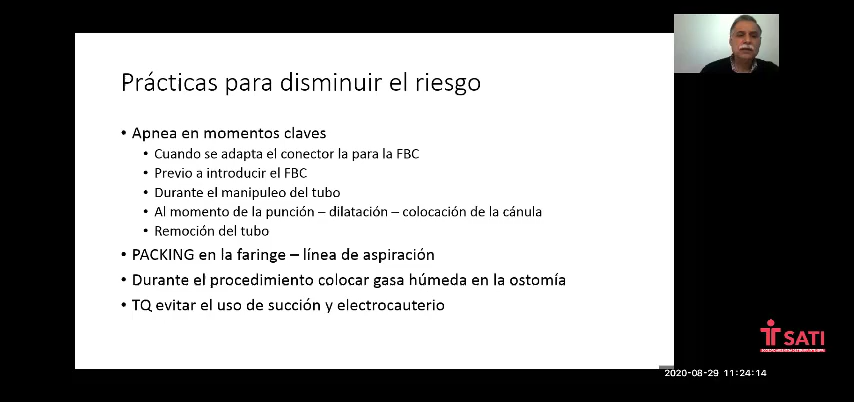 Prácticas para disminuir el riesgo
• Apnea en momentos claves
• Cuando se adapta el conector la para la FBC
• Previo a introducir el FBC
• Durante el manipuleo del tubo
• Al momento de la punción – dilatación – colocación de la cánula
• Remoción del tubo
• PACKING en la faringe – línea de aspiración
• Durante el procedimiento colocar gasa húmeda en la ostomía
• TQ evitar el uso de succión y electrocauterio
SATI
2020-08-29 11:24:14